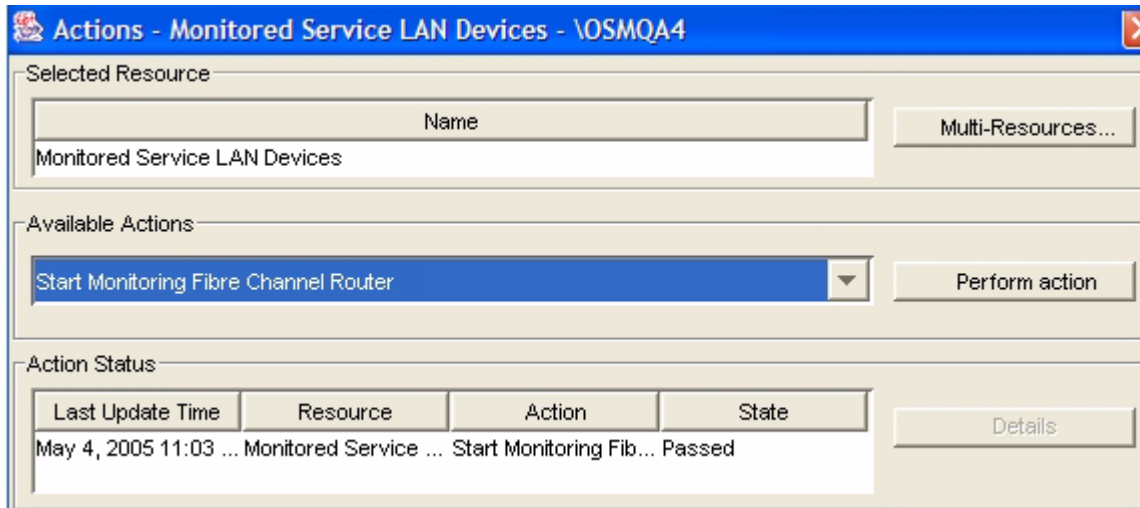 Actions - Monitored Service LAN Devices - \OSMQA4
Selected Resource
Name
Monitored Service LAN Devices
Multi-Resources...
Available Actions
Start Monitoring Fibre Channel Router
Perform action
Action Status
Last Update Time Resource Action State
May 4, 2005 11:03 ... Monitored Service ... Start Monitoring Fib... Passed
Details